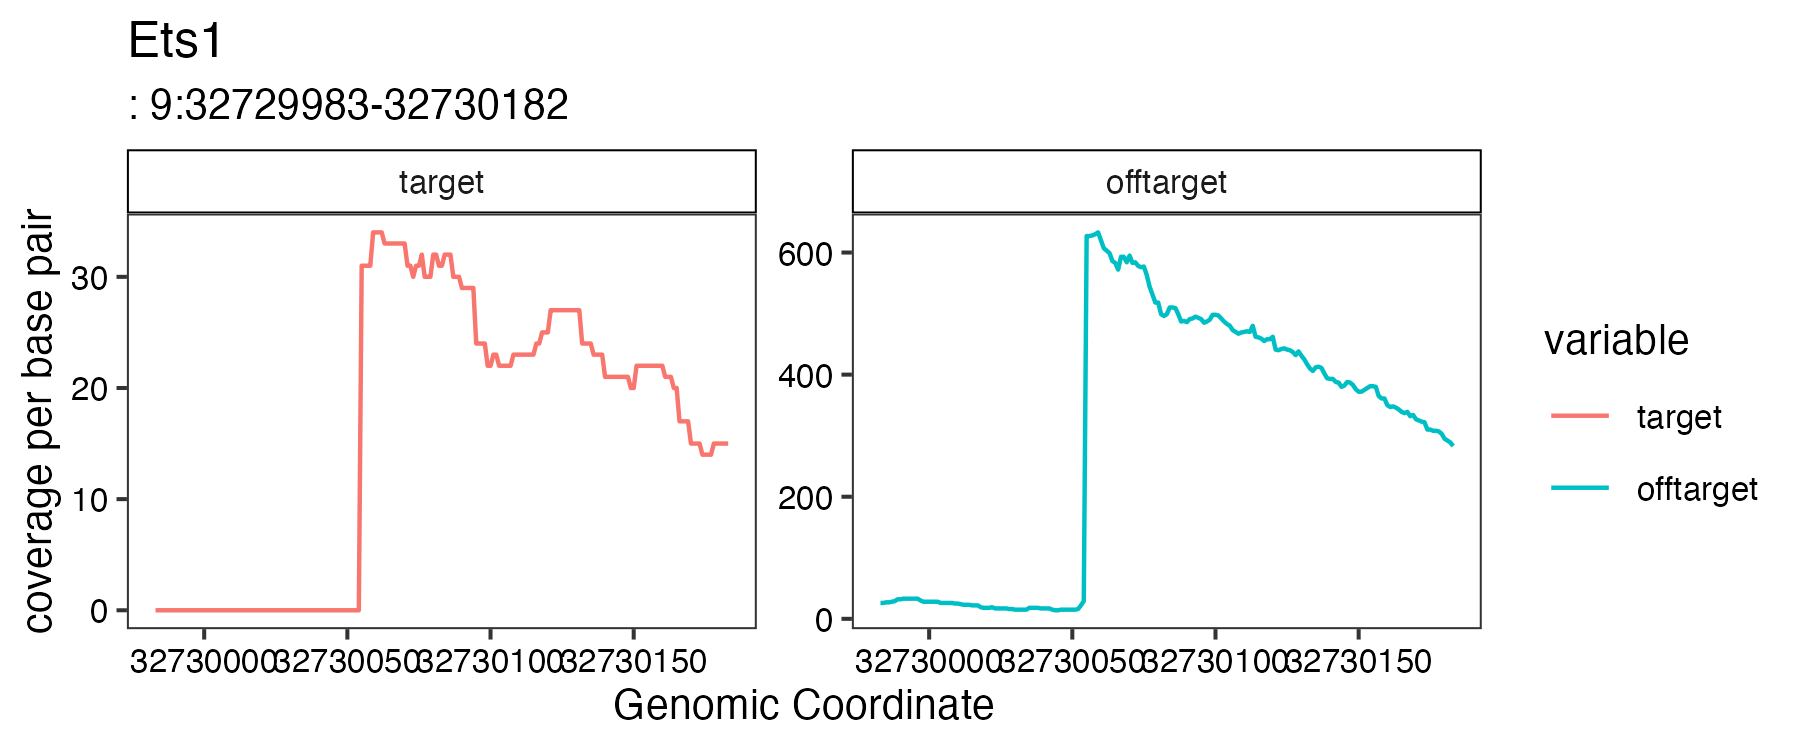 Ets1
: 9:32729983-32730182
target
offtarget
coverage per base pair
30
20
10
0
600
400
200
0
32730000 32730050 32730100 32730150
32730000 32730050 32730100 32730150
Genomic Coordinate
variable
target
offtarget